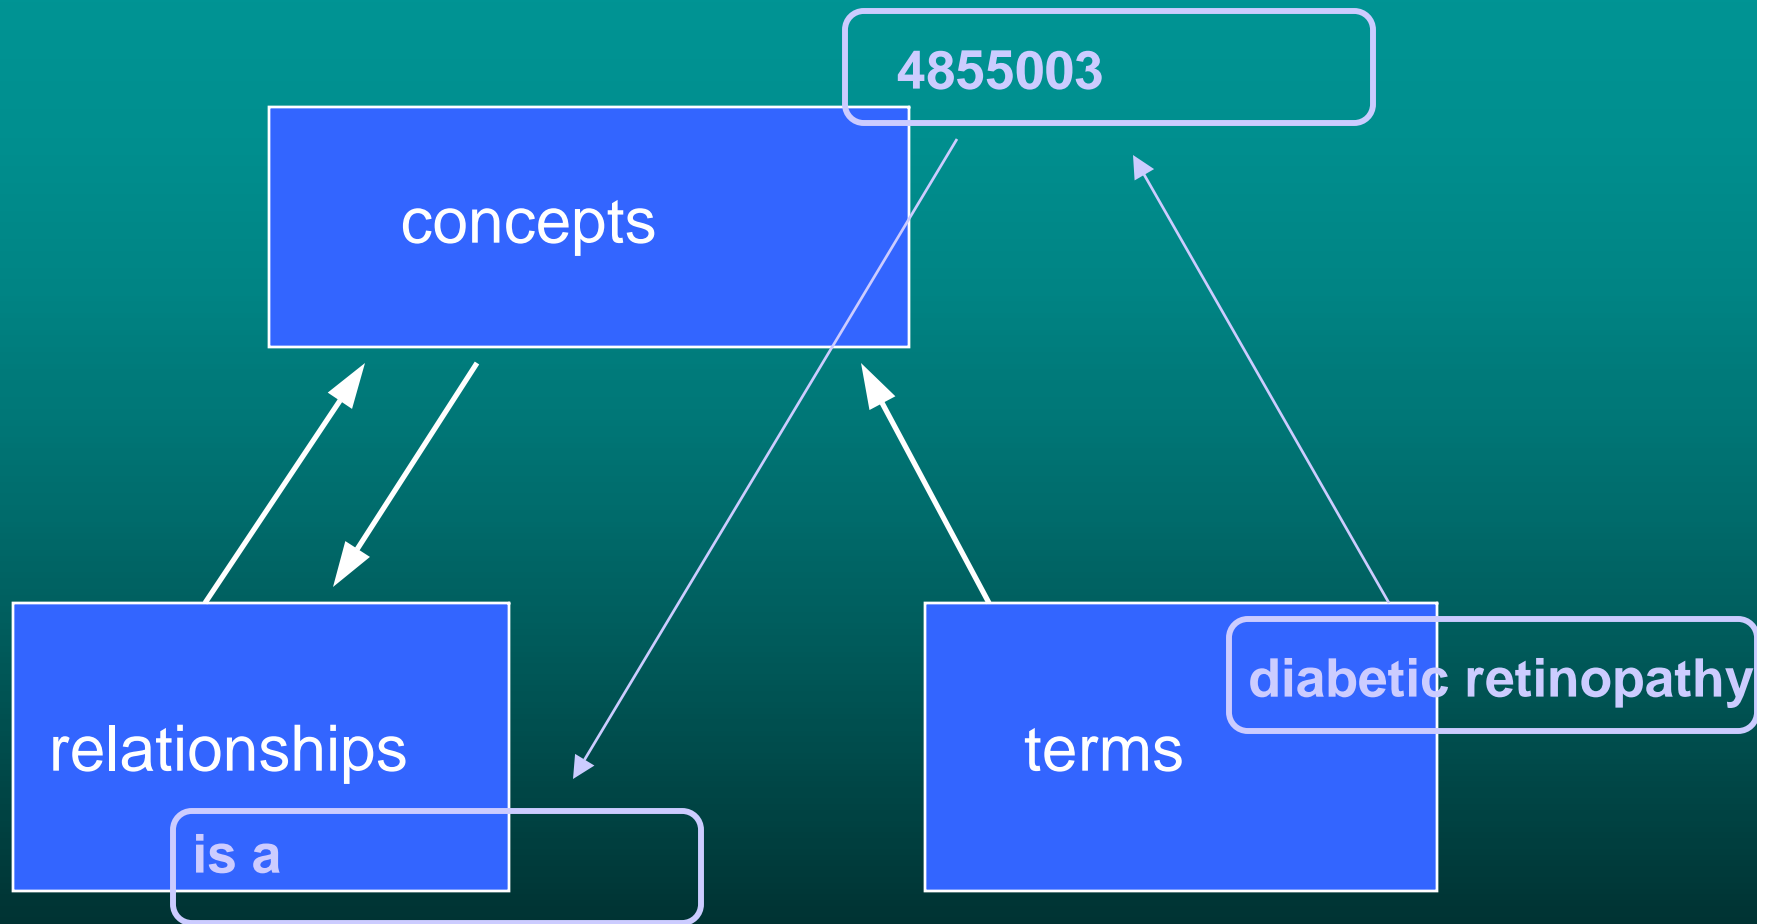 4855003
concepts
diabetic retinopathy
relationships
terms
is a